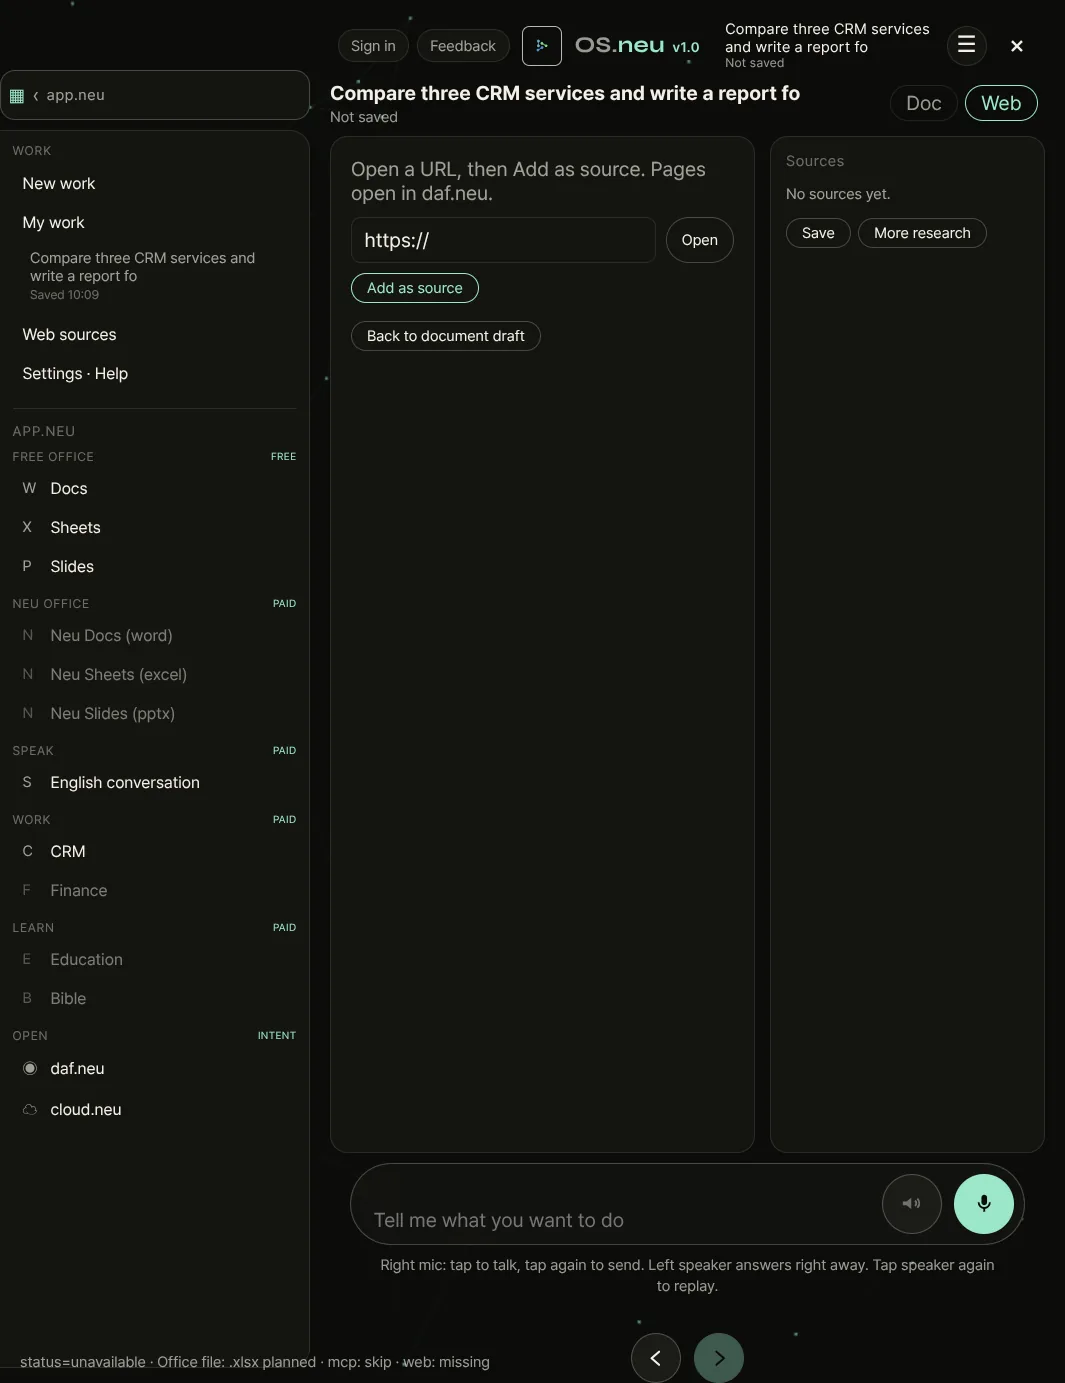 Sign in
Feedback
OS.neu v1.0
Compare three CRM services
and write a report fo
Not saved
‹ app.neu
Compare three CRM services and write a report fo
Not saved
Doc
Web
WORK
New work
My work
Compare three CRM services and
write a report fo
Saved 10:09
Web sources
Settings · Help
APP.NEU
FREE OFFICE
FREE
W Docs
X Sheets
P Slides
NEU OFFICE
PAID
N Neu Docs (word)
N Neu Sheets (excel)
N Neu Slides (pptx)
SPEAK
PAID
S English conversation
WORK
PAID
C CRM
F Finance
LEARN
PAID
E Education
B Bible
OPEN
INTENT
daf.neu
cloud.neu
Open a URL, then Add as source. Pages
open in daf.neu.
https://
Open
Add as source
Back to document draft
Sources
No sources yet.
Save
More research
Tell me what you want to do
Right mic: tap to talk, tap again to send. Left speaker answers right away. Tap speaker again
to replay.
status=unavailable · Office file: .xlsx planned · mcp: skip · web: missing